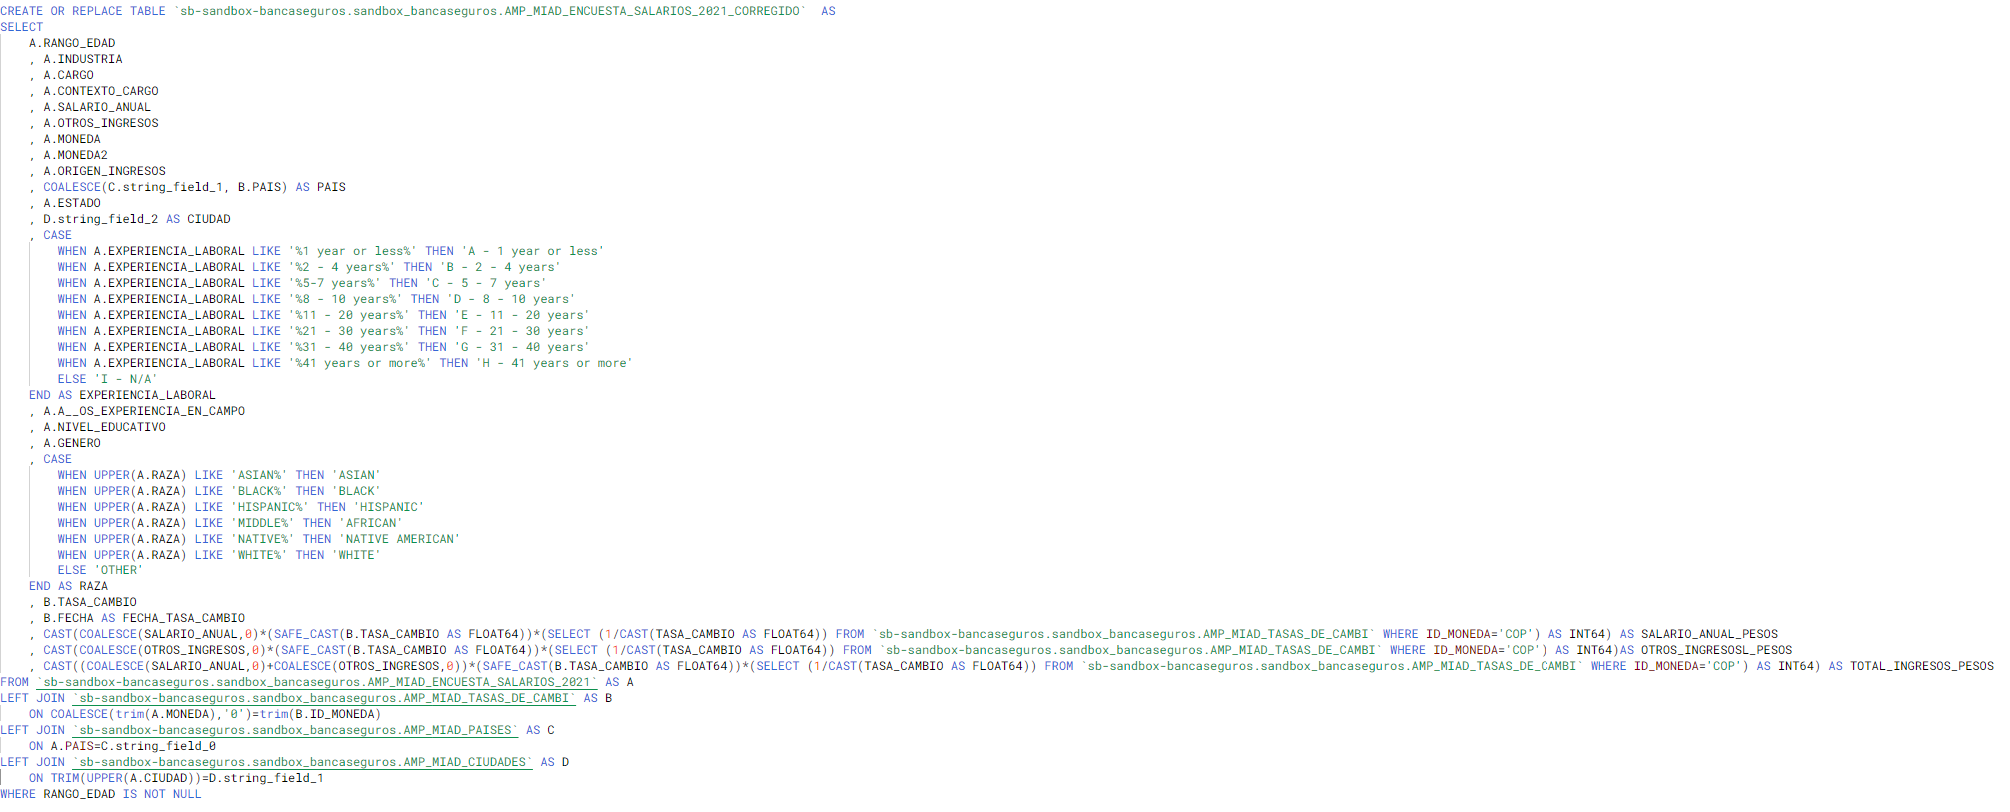 CREATE OR REPLACE TABLE `sb-sandbox-bancaseguros.sandbox_bancaseguros.AMP_MIAD_ENCUESTA_SALARIOS_2021_CORREGIDO`  AS
SELECT
    A.RANGO_EDAD
    , A.INDUSTRIA
    , A.CARGO
    , A.CONTEXTO_CARGO
    , A.SALARIO_ANUAL
    , A.OTROS_INGRESOS
    , A.MONEDA
    , A.MONEDA2
    , A.ORIGEN_INGRESOS
    , COALESCE(C.string_field_1, B.PAIS) AS PAIS
    , A.ESTADO
    , D.string_field_2 AS CIUDAD
    , CASE
        WHEN A.EXPERIENCIA_LABORAL LIKE '%1 year or less%' THEN 'A - 1 year or less'
        WHEN A.EXPERIENCIA_LABORAL LIKE '%2 - 4 years%' THEN 'B - 2 - 4 years'
        WHEN A.EXPERIENCIA_LABORAL LIKE '%5-7 years%' THEN 'C - 5 - 7 years'
        WHEN A.EXPERIENCIA_LABORAL LIKE '%8 - 10 years%' THEN 'D - 8 - 10 years'
        WHEN A.EXPERIENCIA_LABORAL LIKE '%11 - 20 years%' THEN 'E - 11 - 20 years'
        WHEN A.EXPERIENCIA_LABORAL LIKE '%21 - 30 years%' THEN 'F - 21 - 30 years'
        WHEN A.EXPERIENCIA_LABORAL LIKE '%31 - 40 years%' THEN 'G - 31 - 40 years'
        WHEN A.EXPERIENCIA_LABORAL LIKE '%41 years or more%' THEN 'H - 41 years or more'
        ELSE 'I - N/A'
    END AS EXPERIENCIA_LABORAL
    , A.A__OS_EXPERIENCIA_EN_CAMPO
    , A.NIVEL_EDUCATIVO
    , A.GENERO
    , CASE
        WHEN UPPER(A.RAZA) LIKE 'ASIAN%' THEN 'ASIAN'
        WHEN UPPER(A.RAZA) LIKE 'BLACK%' THEN 'BLACK'
        WHEN UPPER(A.RAZA) LIKE 'HISPANIC%' THEN 'HISPANIC'
        WHEN UPPER(A.RAZA) LIKE 'MIDDLE%' THEN 'AFRICAN'
        WHEN UPPER(A.RAZA) LIKE 'NATIVE%' THEN 'NATIVE AMERICAN'
        WHEN UPPER(A.RAZA) LIKE 'WHITE%' THEN 'WHITE'
        ELSE 'OTHER'
    END AS RAZA
    , B.TASA_CAMBIO
    , B.FECHA AS FECHA_TASA_CAMBIO
    , CAST(COALESCE(SALARIO_ANUAL,0)*(SAFE_CAST(B.TASA_CAMBIO AS FLOAT64))*(SELECT (1/CAST(TASA_CAMBIO AS FLOAT64)) FROM `sb-sandbox-bancaseguros.sandbox_bancaseguros.AMP_MIAD_TASAS_DE_CAMBI` WHERE ID_MONEDA='COP') AS INT64) AS SALARIO_ANUAL_PESOS
    , CAST(COALESCE(OTROS_INGRESOS,0)*(SAFE_CAST(B.TASA_CAMBIO AS FLOAT64))*(SELECT (1/CAST(TASA_CAMBIO AS FLOAT64)) FROM `sb-sandbox-bancaseguros.sandbox_bancaseguros.AMP_MIAD_TASAS_DE_CAMBI` WHERE ID_MONEDA='COP') AS INT64)AS OTROS_INGRESOSL_PESOS
    , CAST((COALESCE(SALARIO_ANUAL,0)+COALESCE(OTROS_INGRESOS,0))*(SAFE_CAST(B.TASA_CAMBIO AS FLOAT64))*(SELECT (1/CAST(TASA_CAMBIO AS FLOAT64)) FROM `sb-sandbox-bancaseguros.sandbox_bancaseguros.AMP_MIAD_TASAS_DE_CAMBI` WHERE ID_MONEDA='COP') AS INT64) AS TOTAL_INGRESOS_PESOS
FROM `sb-sandbox-bancaseguros.sandbox_bancaseguros.AMP_MIAD_ENCUESTA_SALARIOS_2021` AS A
LEFT JOIN `sb-sandbox-bancaseguros.sandbox_bancaseguros.AMP_MIAD_TASAS_DE_CAMBI` AS B
    ON COALESCE(trim(A.MONEDA),'0')=trim(B.ID_MONEDA)
LEFT JOIN `sb-sandbox-bancaseguros.sandbox_bancaseguros.AMP_MIAD_PAISES` AS C
    ON A.PAIS=C.string_field_0
LEFT JOIN `sb-sandbox-bancaseguros.sandbox_bancaseguros.AMP_MIAD_CIUDADES` AS D
    ON TRIM(UPPER(A.CIUDAD))=D.string_field_1
WHERE RANGO_EDAD IS NOT NULL